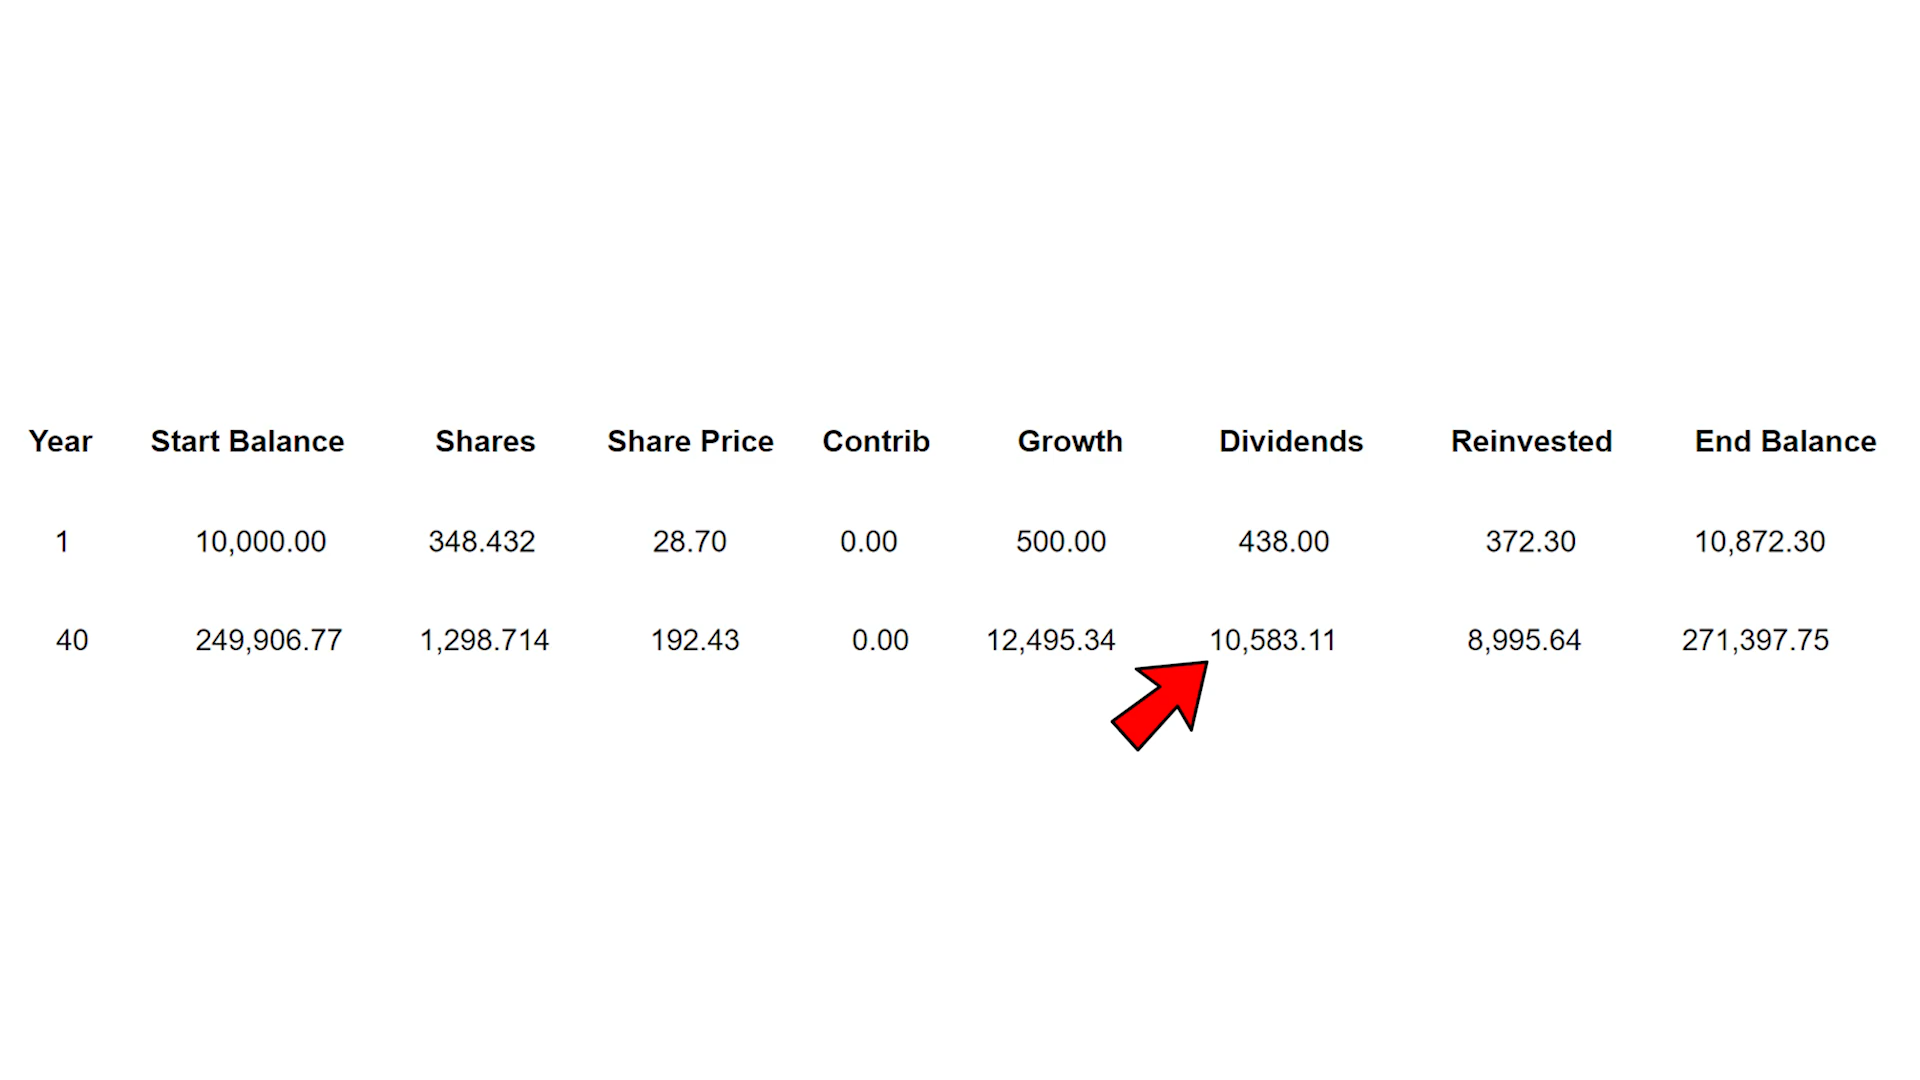 Year Start Balance Shares Share Price Contrib Growth Dividends Reinvested End Balance
1 10,000.00 348.432 28.70 0.00 500.00 438.00 372.30 10,872.30
40 249,906.77 1,298.714 192.43 0.00 12,495.34 10,583.11 8,995.64 271,397.75